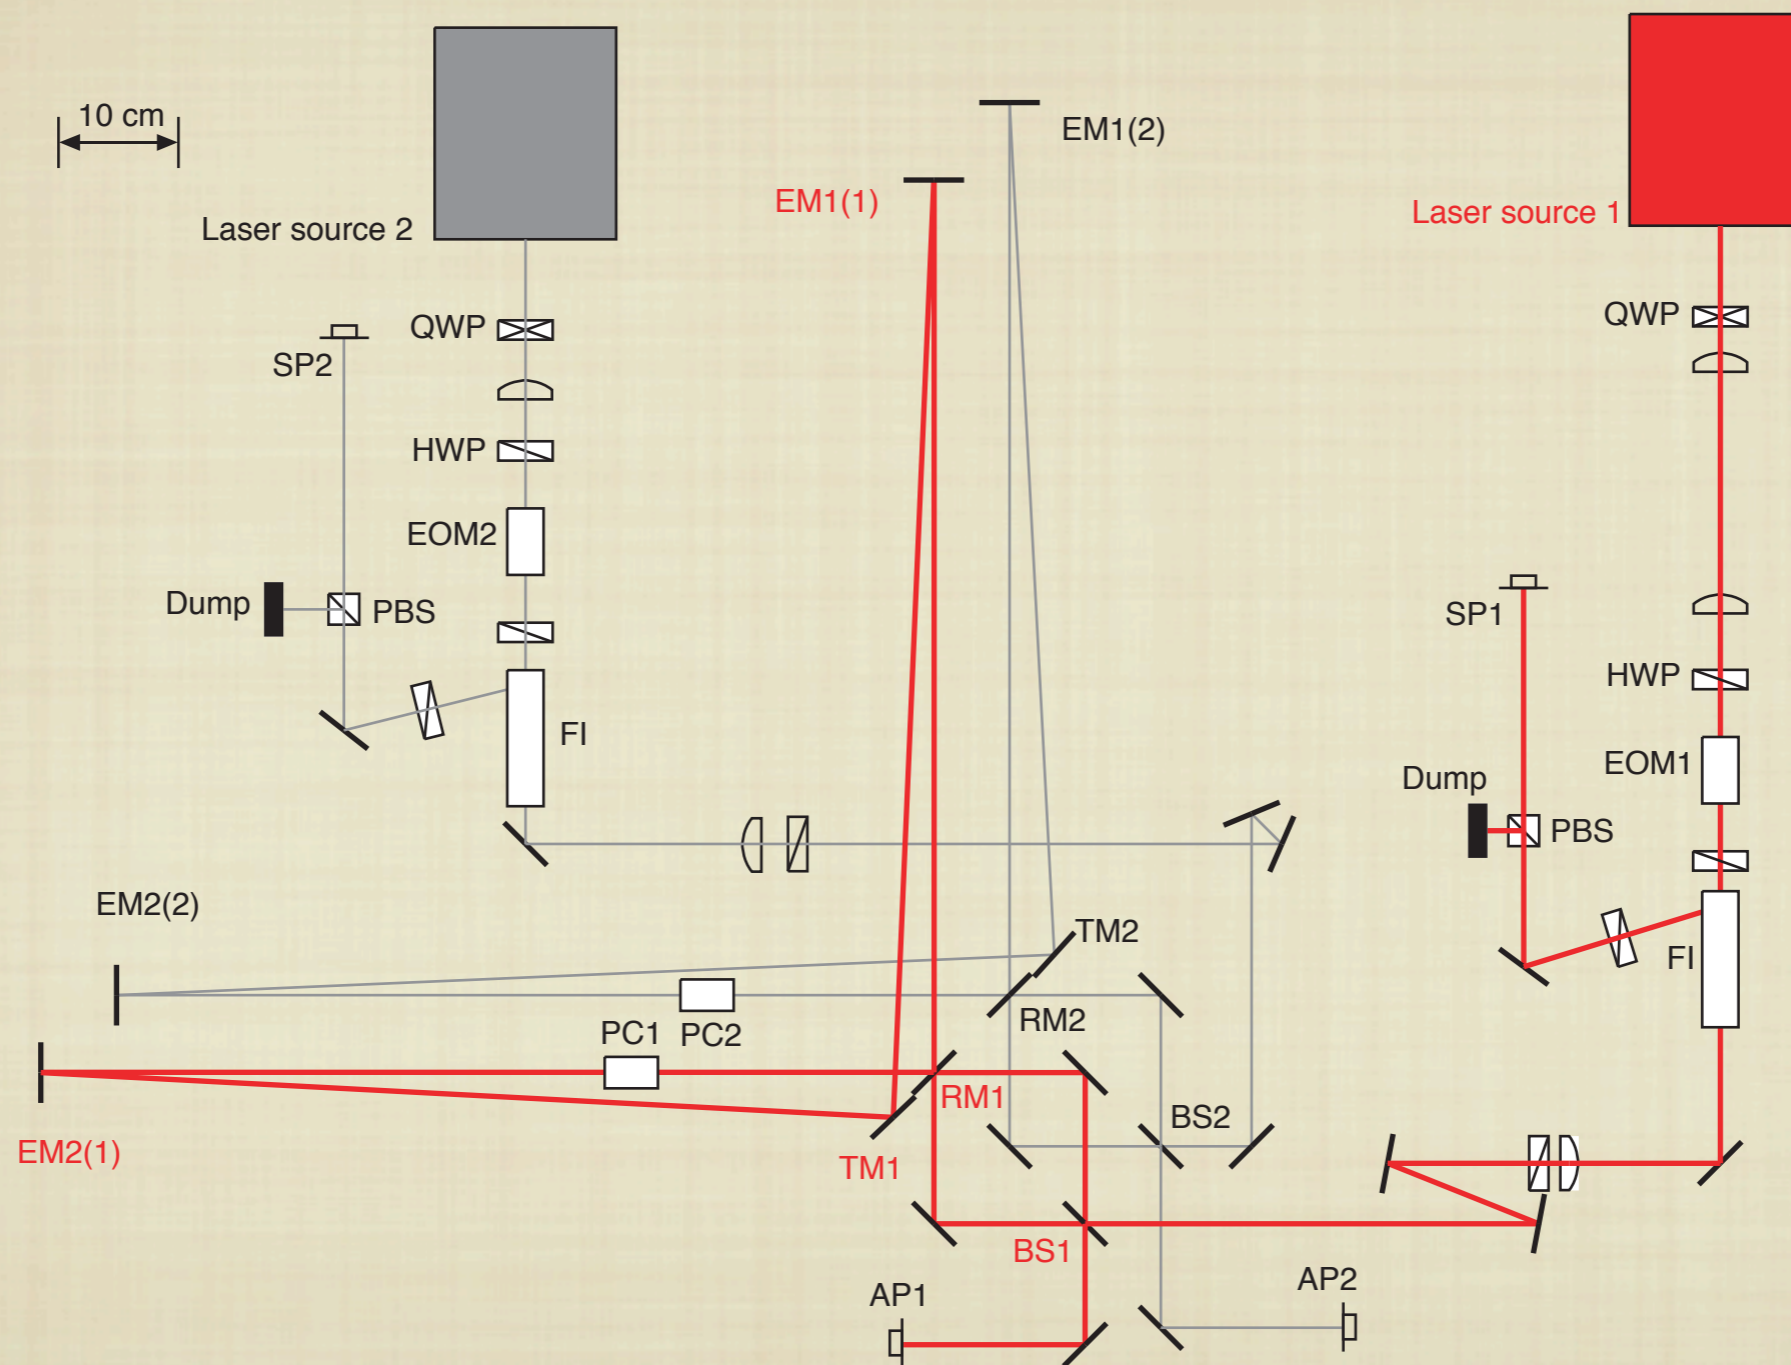 10 cm
EM1(2)
EM1(1)
Laser source 1
Laser source 2
QWP
QWP
SP2
HWP
EOM2
SP1
Dump
PBS
HWP
FI
EOM1
Dump
PBS
EM2(2)
TM2
FI
RM2
PC1
PC2
RM1
BS2
EM2(1)
TM1
BS1
AP1
AP2